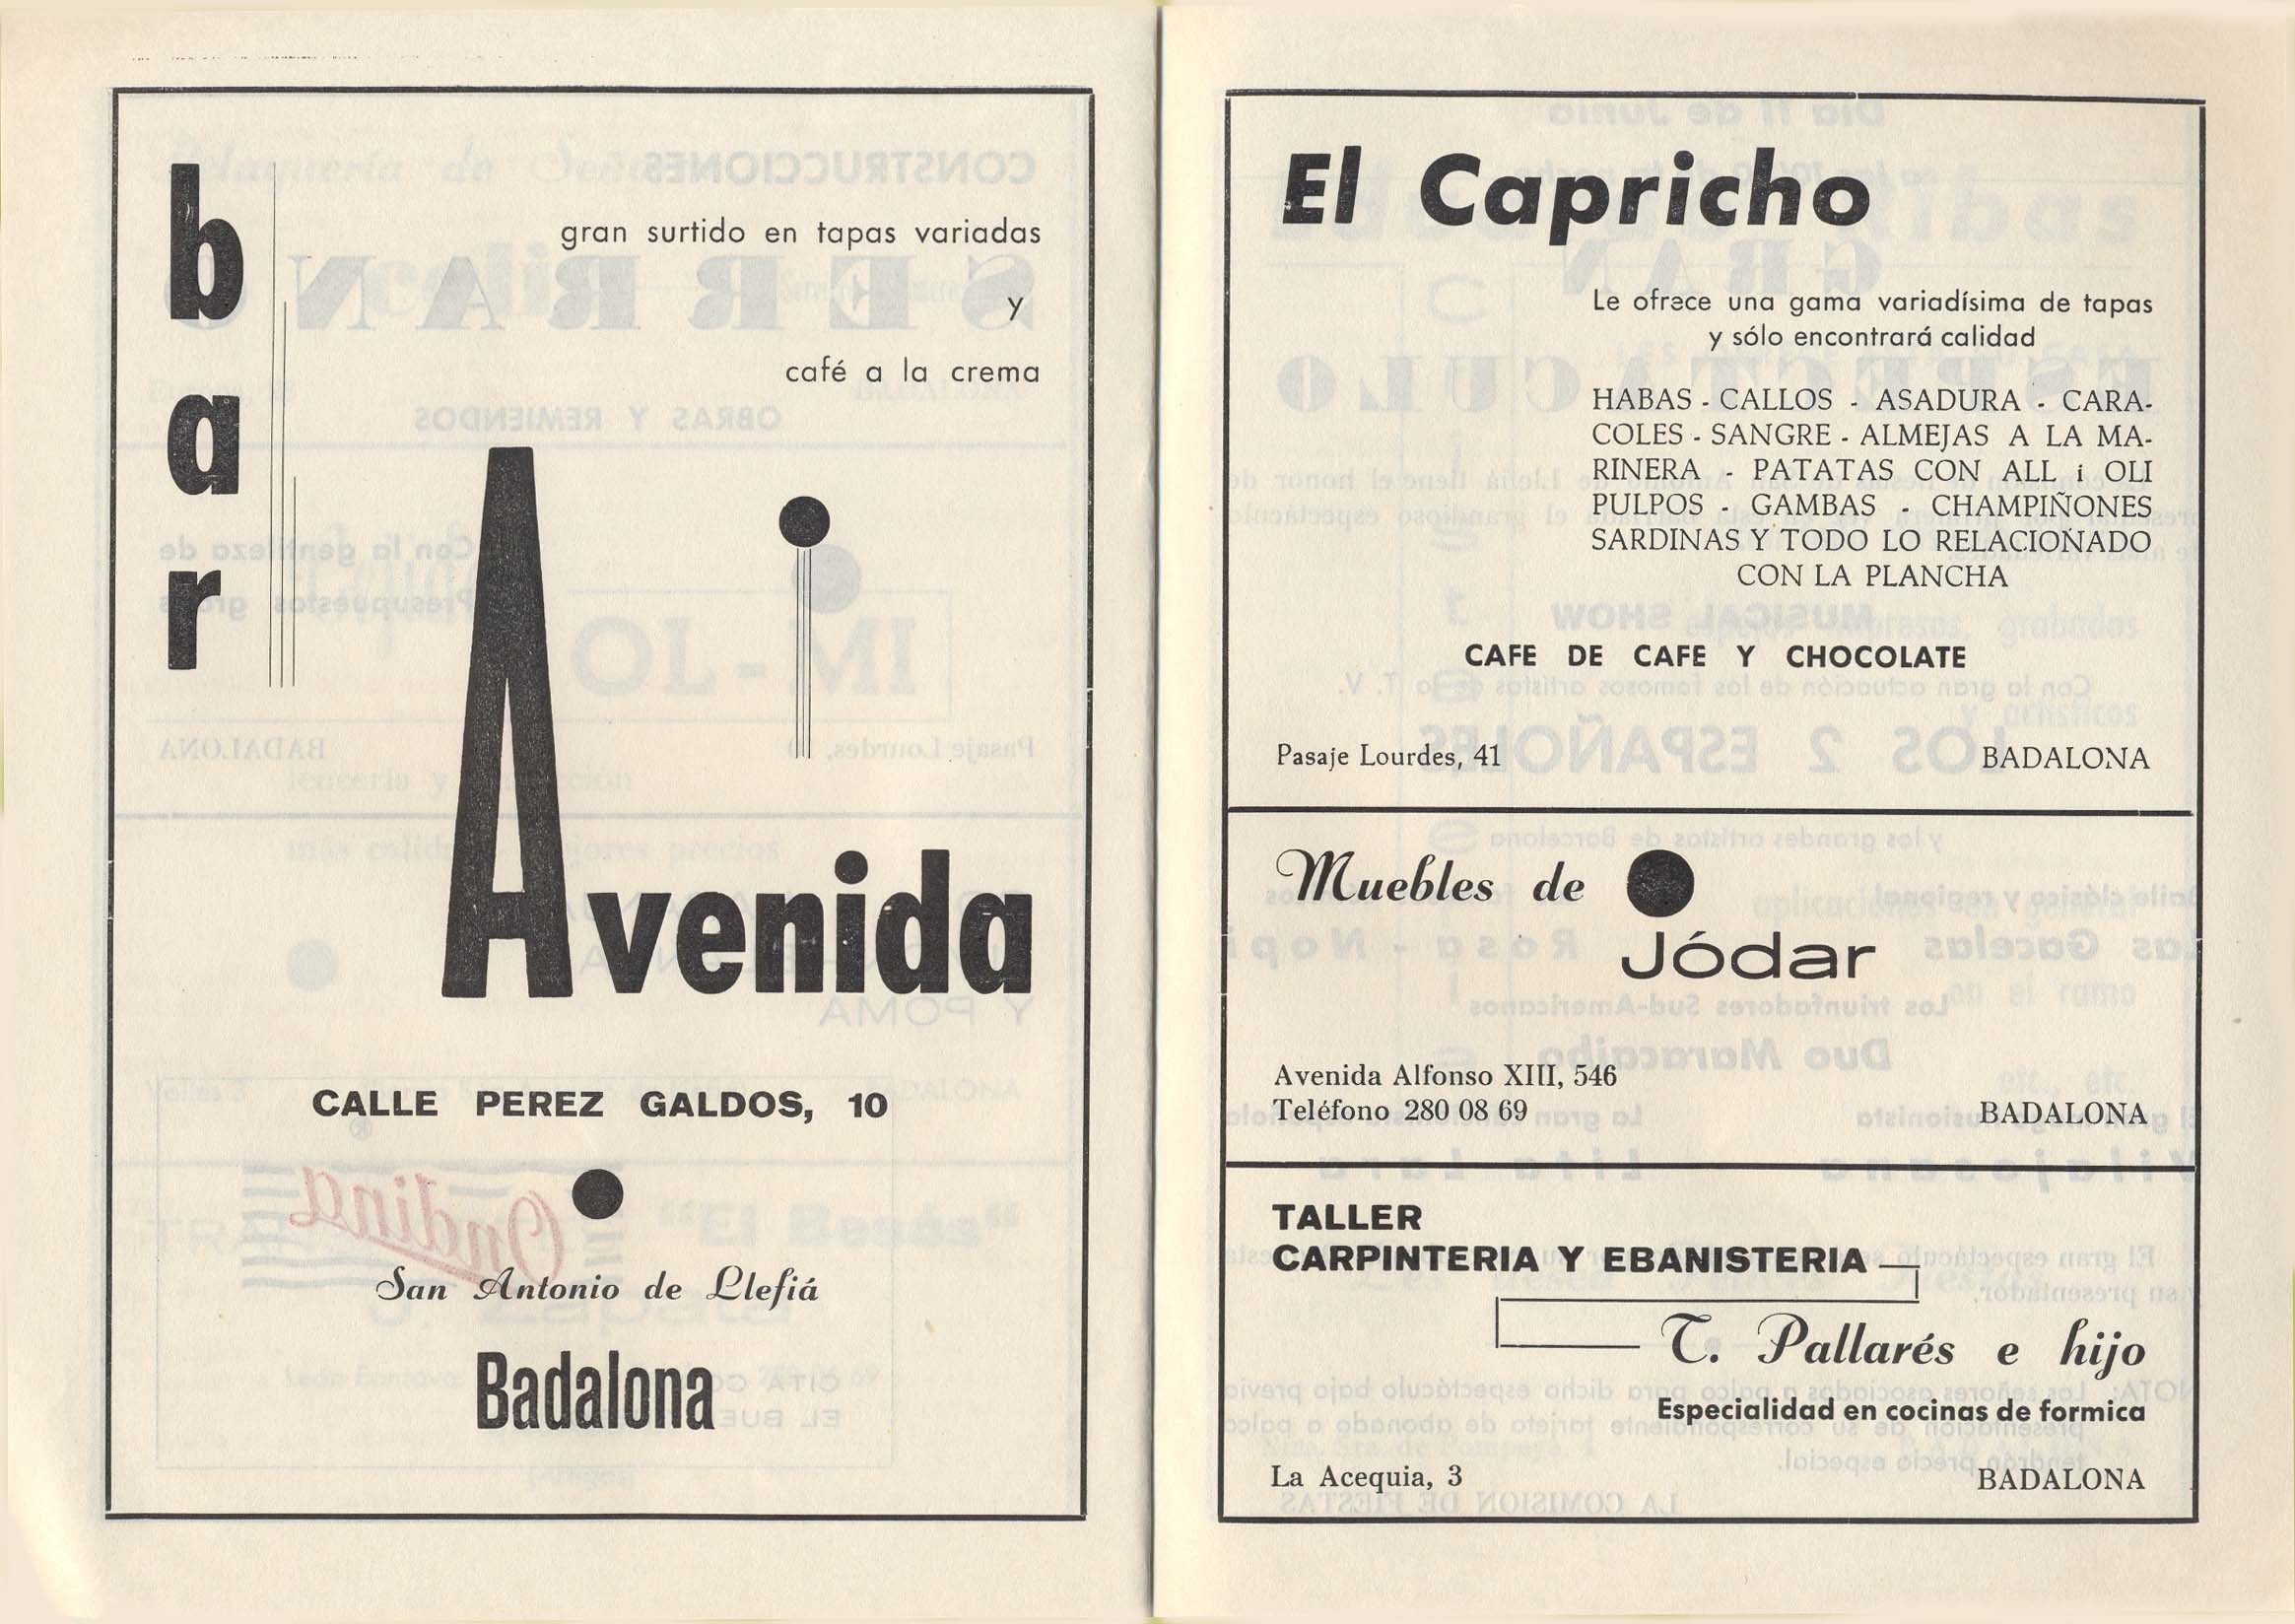 bar
gran surtido en tapas variadas
y
café a la crema
Avenida
CALLE PEREZ GALDOS, 10
San Antonio de Llefiá
Badalona
El Capricho
Le ofrece una gama variadísima de tapas
y sólo encontrará calidad
HABAS - CALLOS - ASADURA - CARA-
COLES - SANGRE - ALMEJAS A LA MA-
RINERA - PATATAS CON ALL i OLI
PULPOS - GAMBAS - CHAMPIÑONES
SARDINAS Y TODO LO RELACIOÑADO
CON LA PLANCHA
CAFE DE CAFE Y CHOCOLATE
Pasaje Lourdes, 41 BADALONA
Muebles de
Jódar
Avenida Alfonso XIII, 546
Teléfono 280 08 69 BADALONA
TALLER
CARPINTERIA Y EBANISTERIA
T. Pallarés e hijo
Especialidad en cocinas de formica
La Acequia, 3 BADALONA